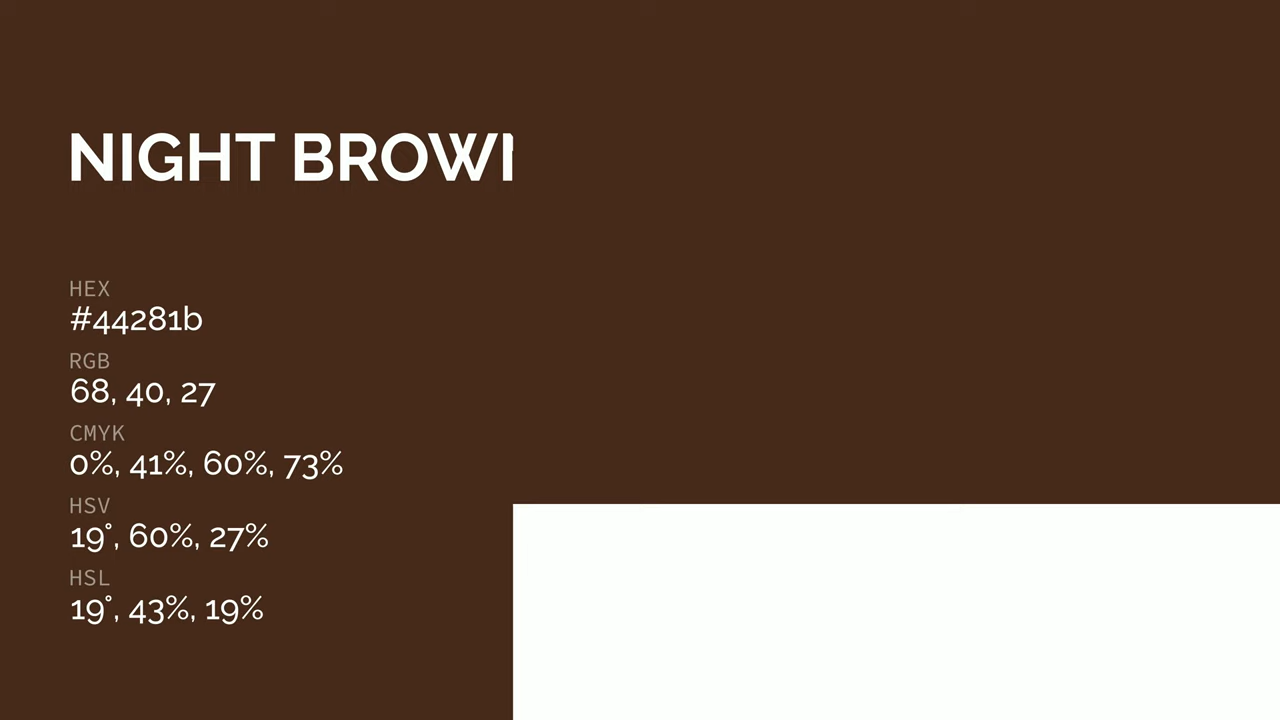 NIGHT BROW
HEX
#44281b
RGB
68, 40, 27
CMYK
0%, 41%, 60%, 73%
HSV
19°, 60%, 27%
HSL
19°, 43%, 19%